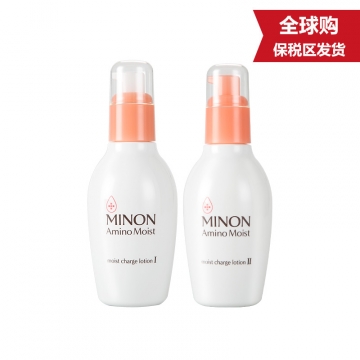 全球购
保税区发货
MINON
Amino Moist
moist charge lotion I
MINON
Amino Moist
moist charge lotion II